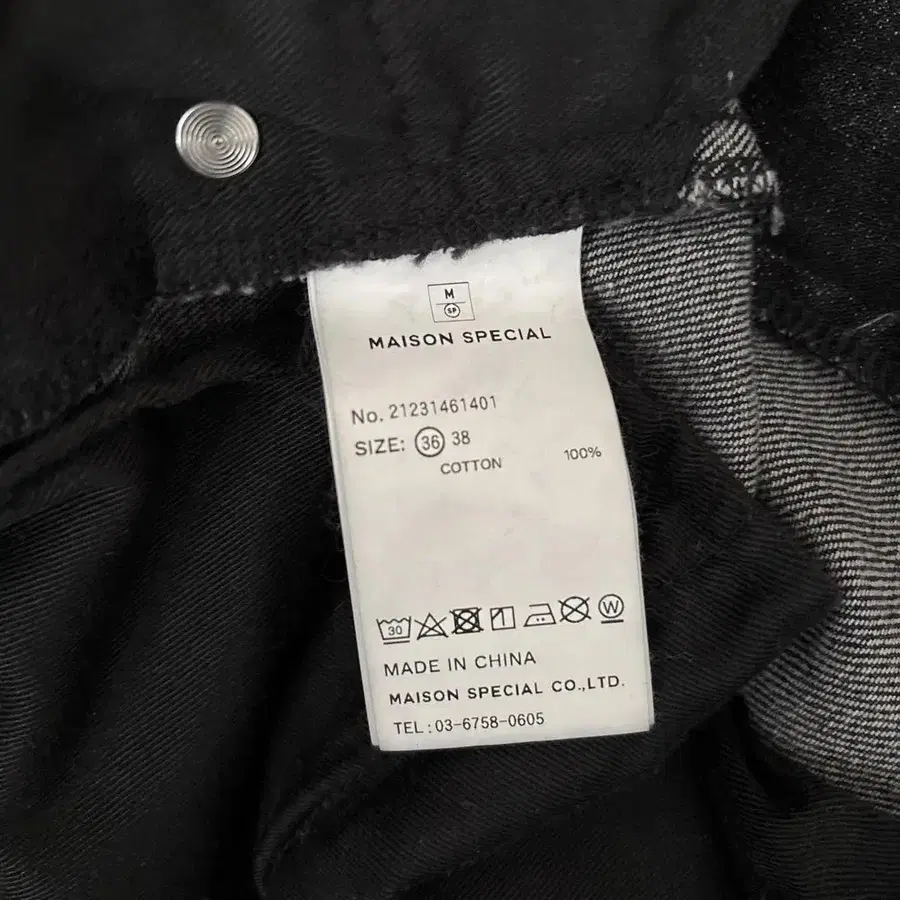 M
SP
MAISON SPECIAL
No. 21231461401
SIZE: 36 38
COTTON 100%
30
W
MADE IN CHINA
MAISON SPECIAL CO.,LTD.
TEL : 03-6758-0605